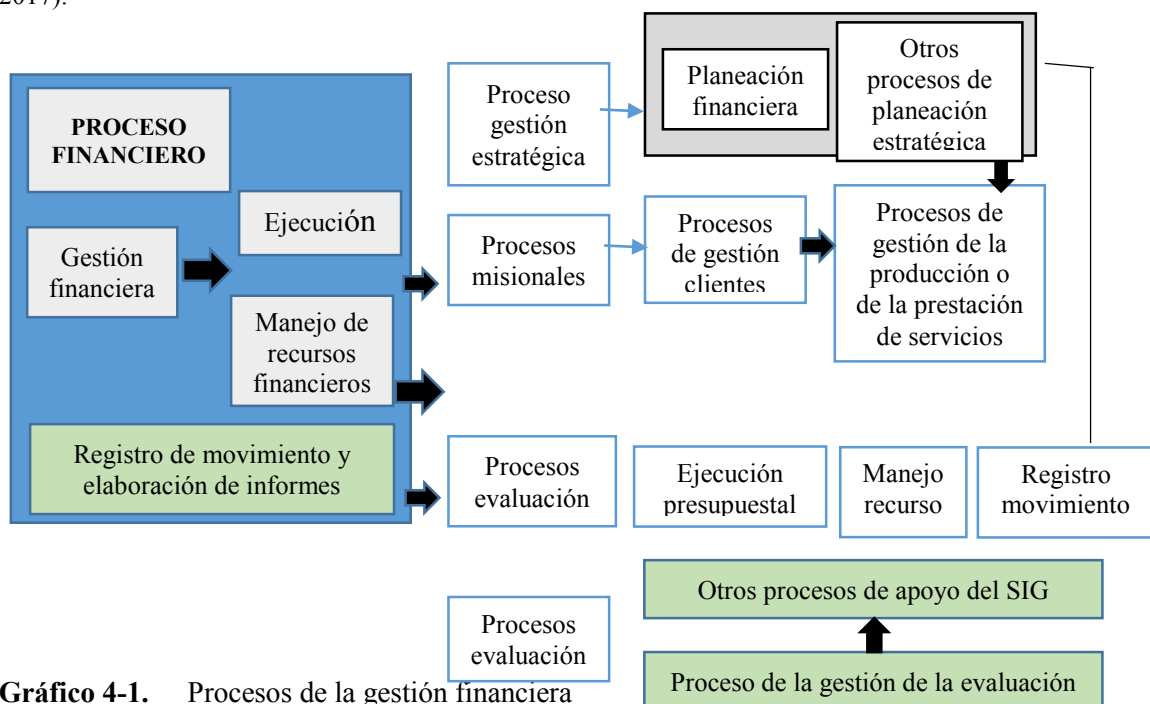 2017).
PROCESO
FINANCIERO
Gestión
financiera
Ejecución
Manejo de
recursos
financieros
Registro de movimiento y
elaboración de informes
Proceso
gestión
estratégica
Planeación
financiera
Otros
procesos de
planeación
estratégica
Procesos
misionales
Procesos
de gestión
clientes
Procesos de
gestión de la
producción o
de la prestación
de servicios
Procesos
evaluación
Ejecución
presupuestal
Manejo
recurso
Registro
movimiento
Procesos
evaluación
Otros procesos de apoyo del SIG
Proceso de la gestión de la evaluación
Gráfico 4-1. Procesos de la gestión financiera